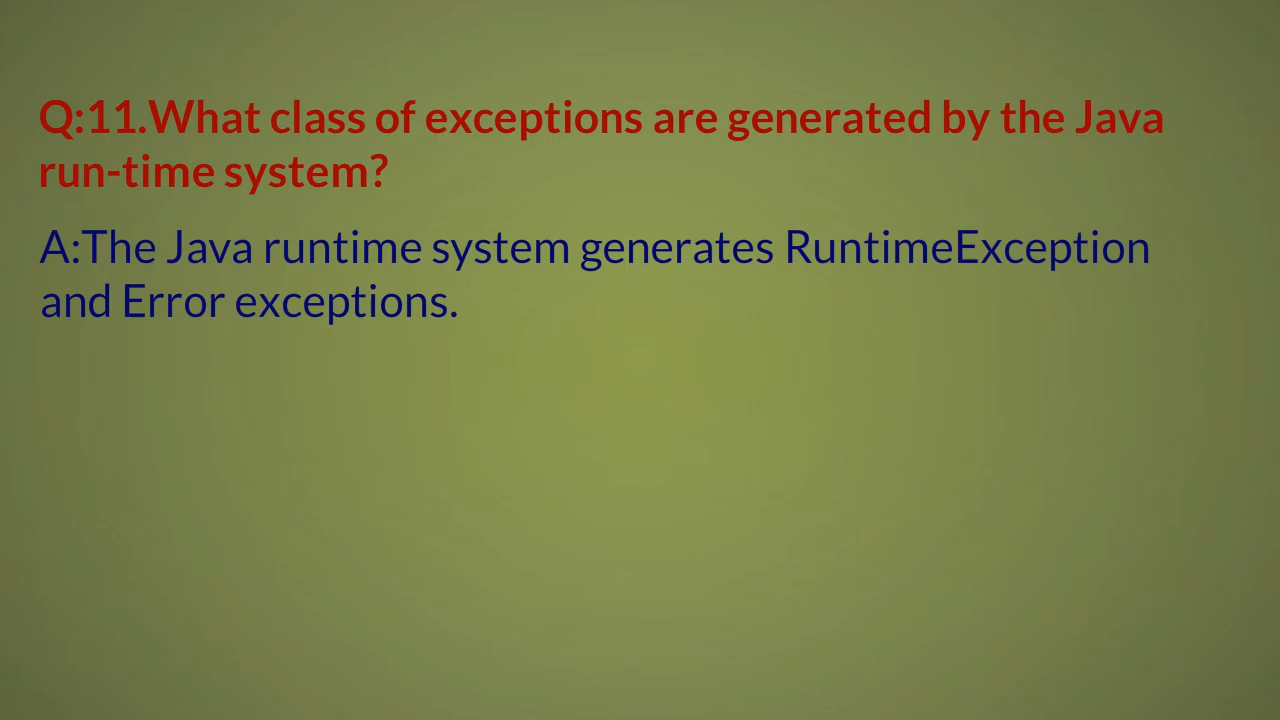 Q:11.What class of exceptions are generated by the Java
run-time system?
A:The Java runtime system generates RuntimeException
and Error exceptions.